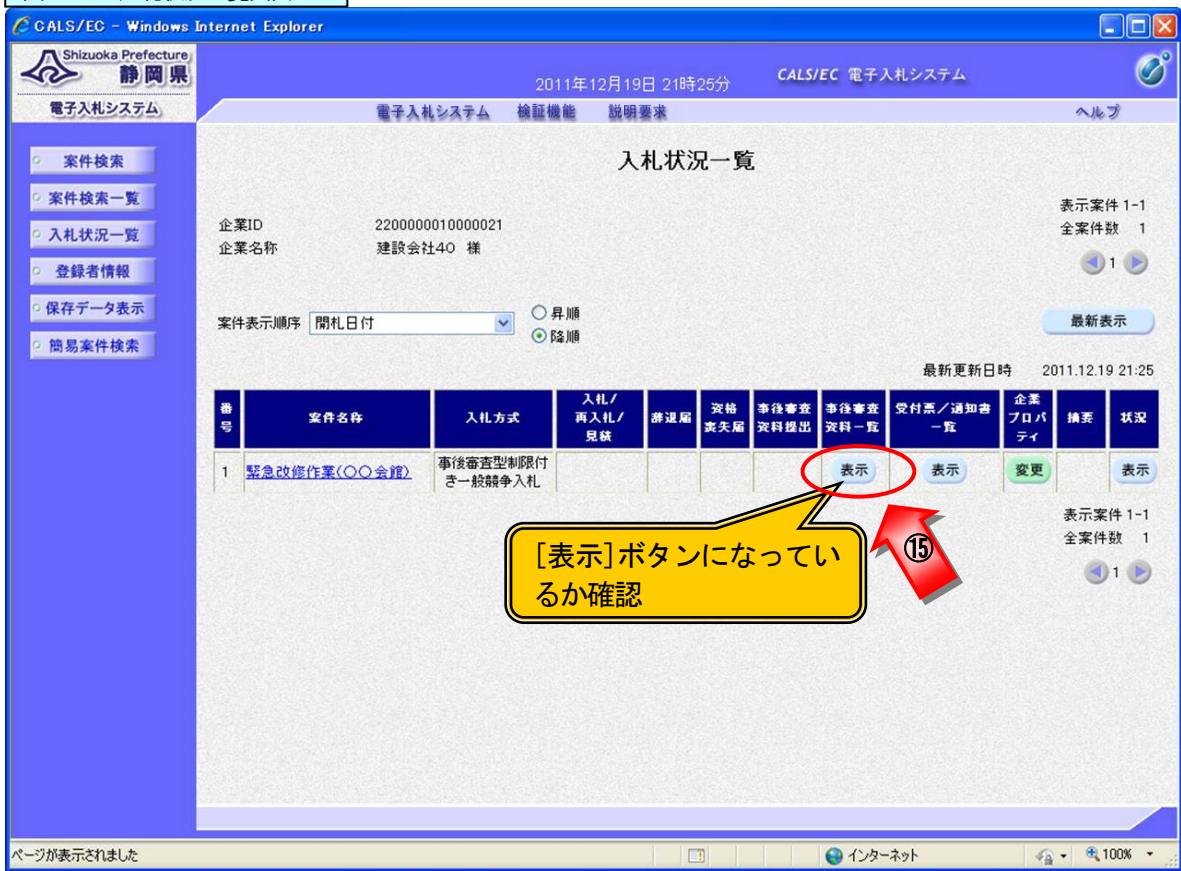 CALS/EC - Windows Internet Explorer
Shizuoka Prefecture
静岡県
電子入札システム
2011年12月19日 21時25分
CALS/EC 電子入札システム
電子入札システム 検証機能 説明要求 ヘルプ
案件検索
案件検索一覧
入札状況一覧
登録者情報
保存データ表示
簡易案件検索
入札状況一覧
表示案件 1-1
全案件数 1
1
企業ID 2200000010000021
企業名称 建設会社40 様
案件表示順序 開札日付
昇順
降順
最新表示
最新更新日時 2011.12.19 21:25
番号 案件名称 入札方式 入札/再入札/見積 辞退届 資格喪失届 事後審査資料提出 事後審査資料一覧 受付票/通知書一覧 企業プロパティ 摘要 状況
1 緊急改修作業(〇〇会館) 事後審査型制限付き一般競争入札 表示 表示 変更 表示
表示案件 1-1
全案件数 1
1
[表示]ボタンになってい
るか確認
⑮
ページが表示されました
インターネット
100%